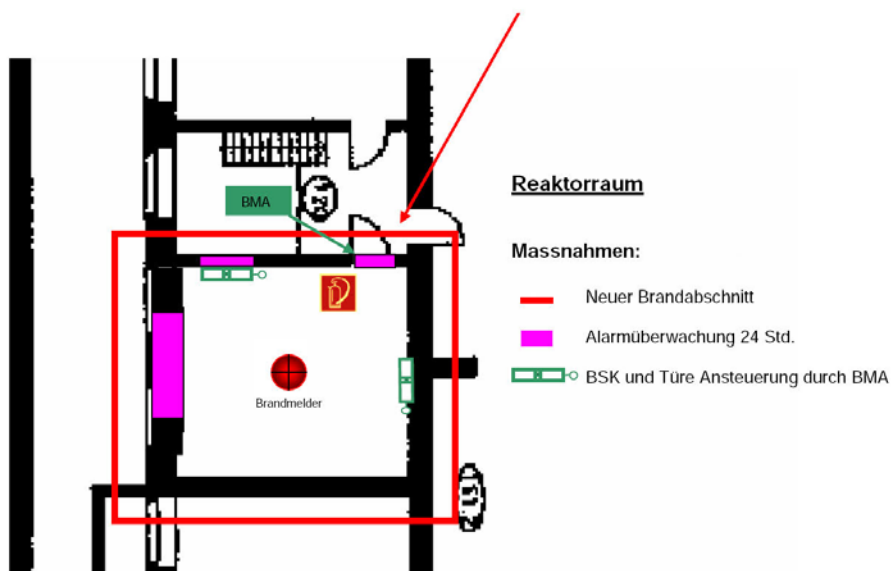 BMA
Reaktorraum
Massnahmen:
Neuer Brandabschnitt
Alarmüberwachung 24 Std.
BSK und Türe Ansteuerung durch BMA
Brandmelder